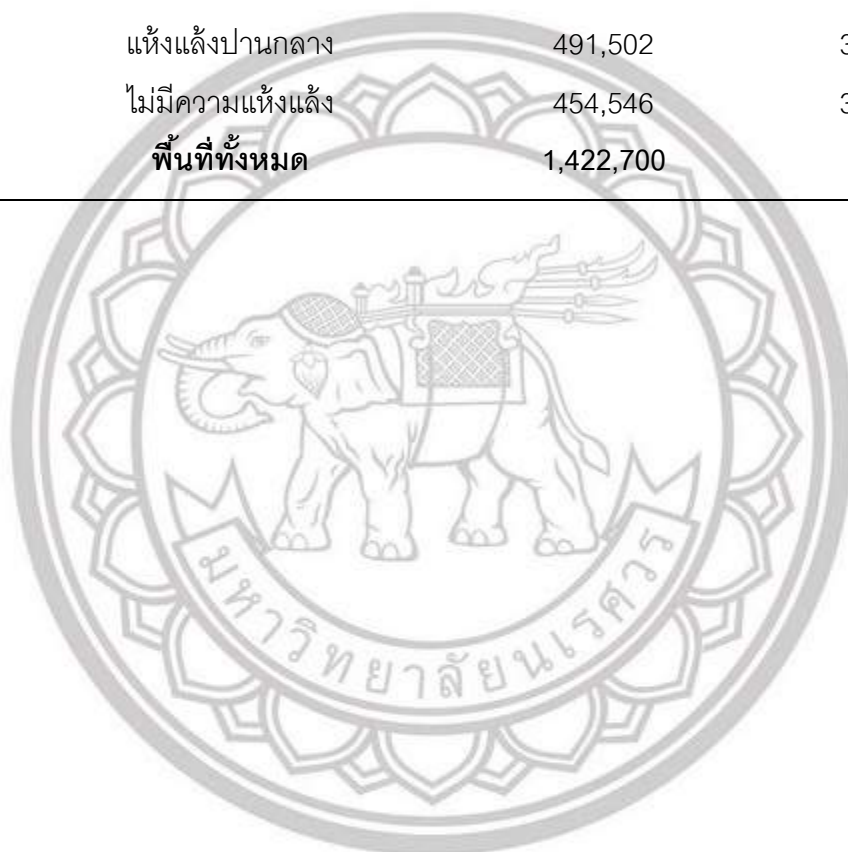 แห้งแล้งปานกลาง 491,502 3
ไม่มีความแห้งแล้ง 454,546 3
พื้นที่ทั้งหมด 1,422,700
มหาวิทยาลัยนเรศวร